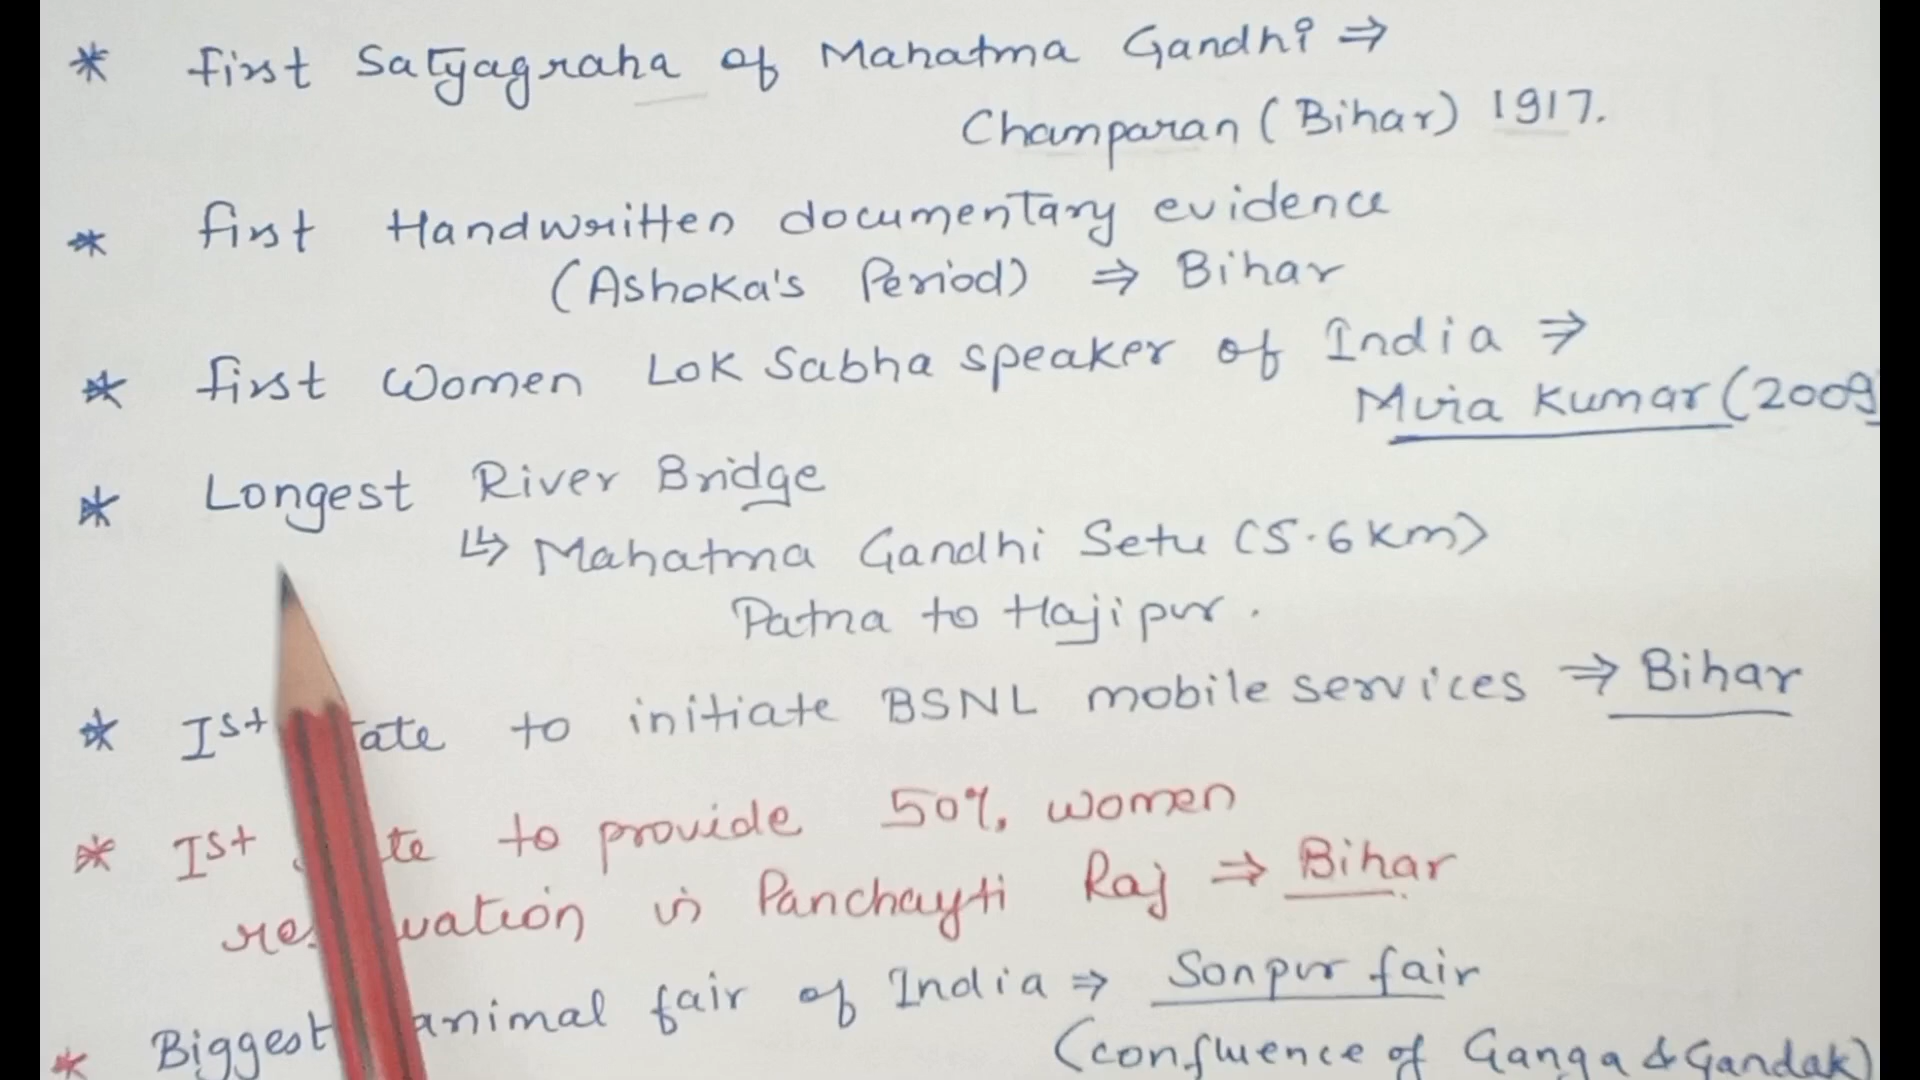 * first Satyagraha of Mahatma Gandhi ⇒
Champaran (Bihar) 1917.
* first Handwritten documentary evidence
(Ashoka's Period) ⇒ Bihar
* first Women Lok Sabha speaker of India ⇒
Miria Kumar (2009
* Longest River Bridge
↳ Mahatma Gandhi Setu (5.6 Km)
Patna to Hajipur.
* Ist ate to initiate BSNL mobile services ⇒ Bihar
* Ist te to provide 50% women
re vation in Panchayti Raj ⇒ Bihar
* Biggest animal fair of India ⇒ Sonpur fair
(confluence of Ganga & Gandak)